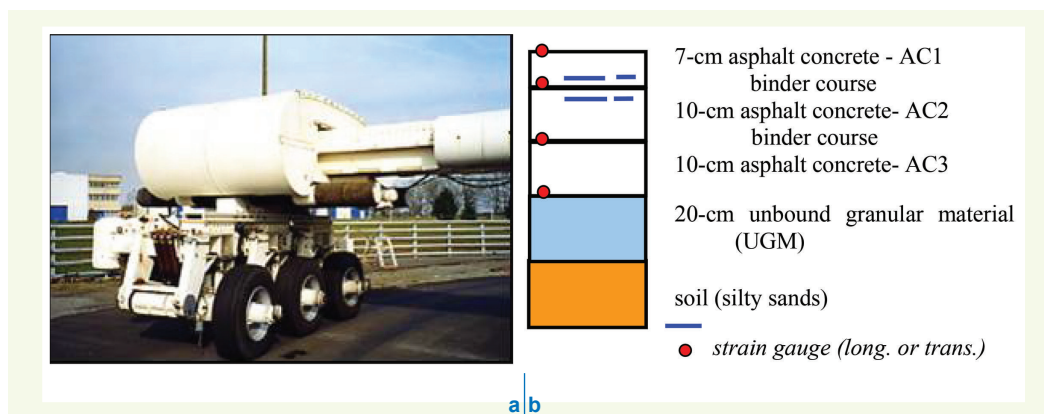 7-cm asphalt concrete - AC1
binder course
10-cm asphalt concrete- AC2
binder course
10-cm asphalt concrete- AC3
20-cm unbound granular material
(UGM)
soil (silty sands)
strain gauge (long. or trans.)
a b